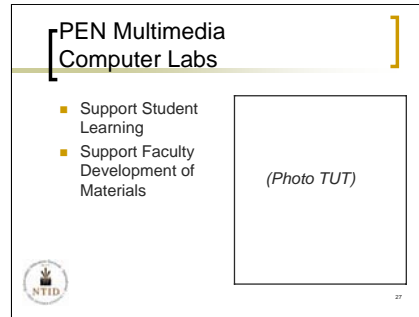 PEN Multimedia
Computer Labs
Support Student
Learning
Support Faculty
Development of
Materials
(Photo TUT)
NTID
27